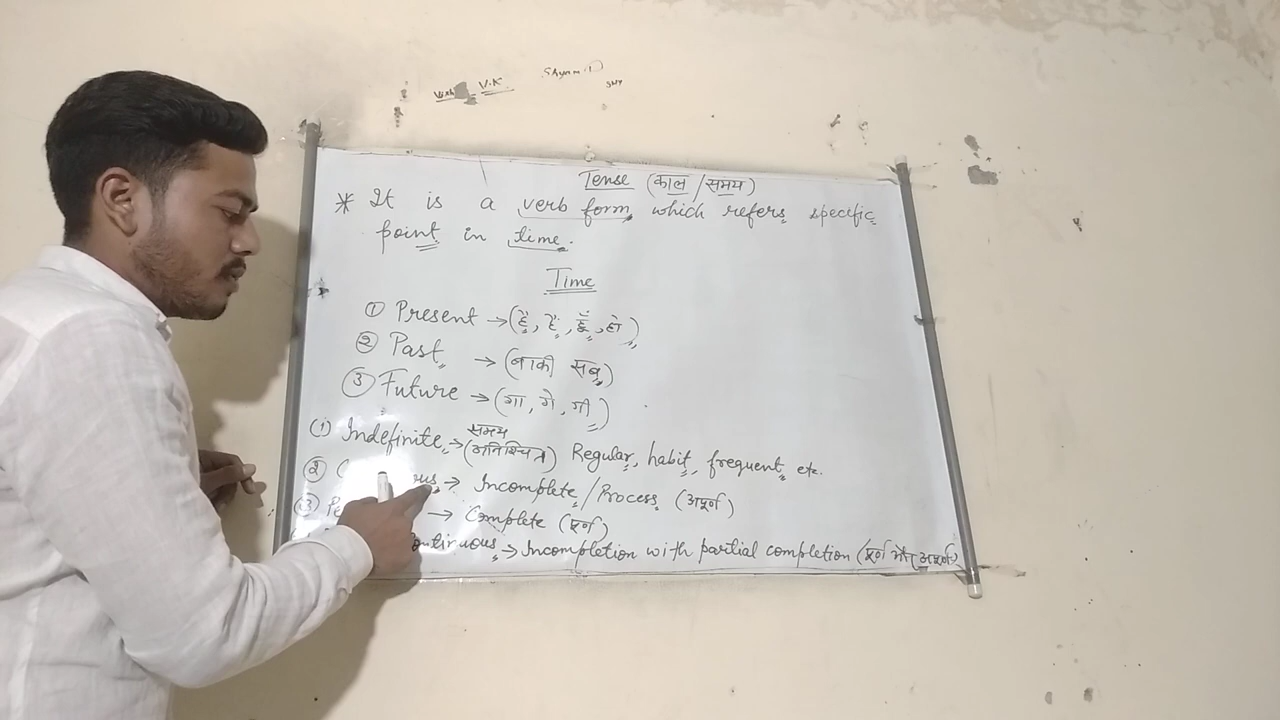 V.K
Tense (काल/समय)
* It is a verb form, which refers specific
point in time.
Time
① Present → (है, हैं, हूँ, हो)
② Past → (बाकी सब)
③ Future → (गा, गे, गी)
(1) Indefinite → समय (अनिश्चित) Regular, habit, frequent, etc.
② → Incomplete/Process (अपूर्ण)
③ → Complete (पूर्ण)
→ Incompletion with partial completion (पूर्ण और अपूर्ण)